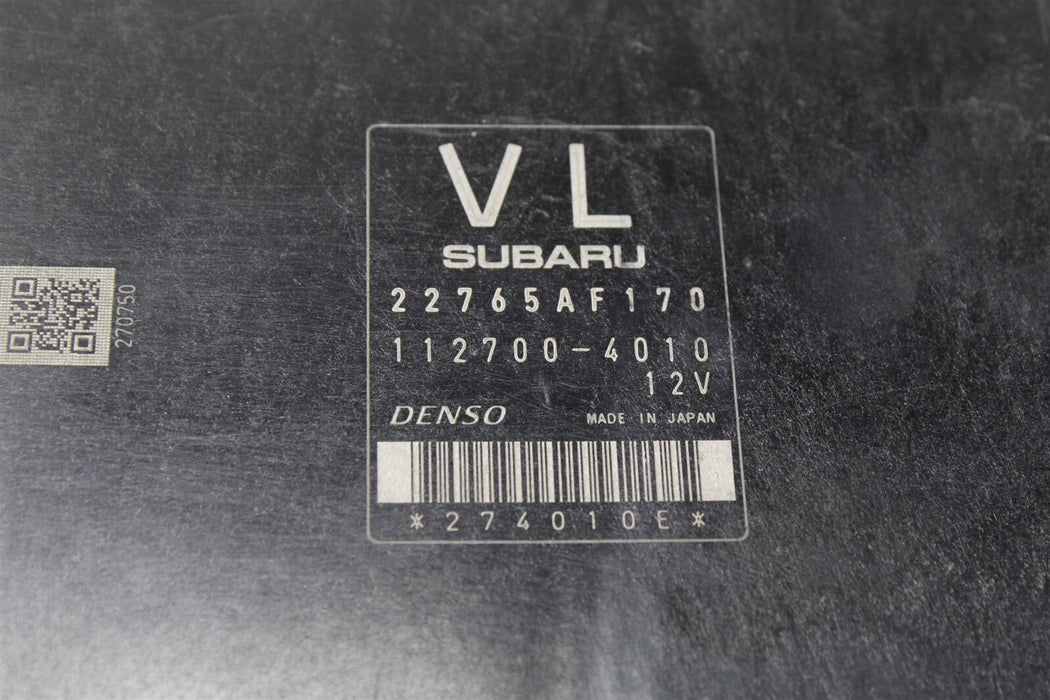 VL
SUBARU
22765AF170
112700-4010
12V
DENSO MADE IN JAPAN
*274010E*
270750